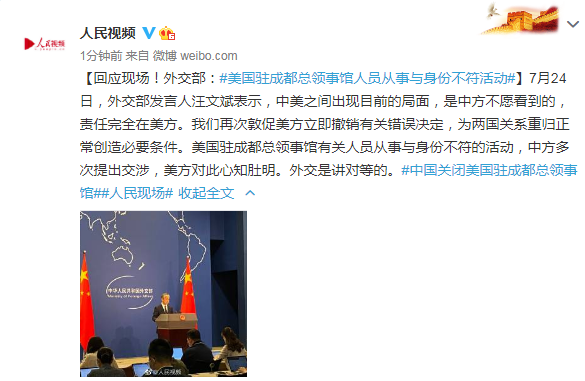 人民视频
人民视频
1分钟前 来自 微博 weibo.com
【回应现场！外交部：#美国驻成都总领事馆人员从事与身份不符活动#】7月24
日，外交部发言人汪文斌表示，中美之间出现目前的局面，是中方不愿看到的，
责任完全在美方。我们再次敦促美方立即撤销有关错误决定，为两国关系重归正
常创造必要条件。美国驻成都总领事馆有关人员从事与身份不符的活动，中方多
次提出交涉，美方对此心知肚明。外交是讲对等的。#中国关闭美国驻成都总领事
馆##人民现场# 收起全文
中华人民共和国外交部
Ministry of Foreign Affairs
@人民视频